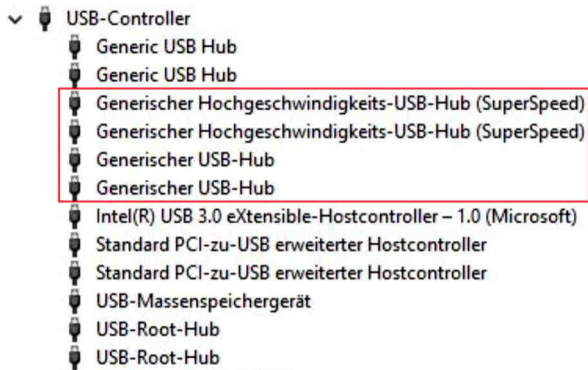 USB-Controller
Generic USB Hub
Generic USB Hub
Generischer Hochgeschwindigkeits-USB-Hub (SuperSpeed)
Generischer Hochgeschwindigkeits-USB-Hub (SuperSpeed)
Generischer USB-Hub
Generischer USB-Hub
Intel(R) USB 3.0 eXtensible-Hostcontroller – 1.0 (Microsoft)
Standard PCI-zu-USB erweiterter Hostcontroller
Standard PCI-zu-USB erweiterter Hostcontroller
USB-Massenspeichergerät
USB-Root-Hub
USB-Root-Hub